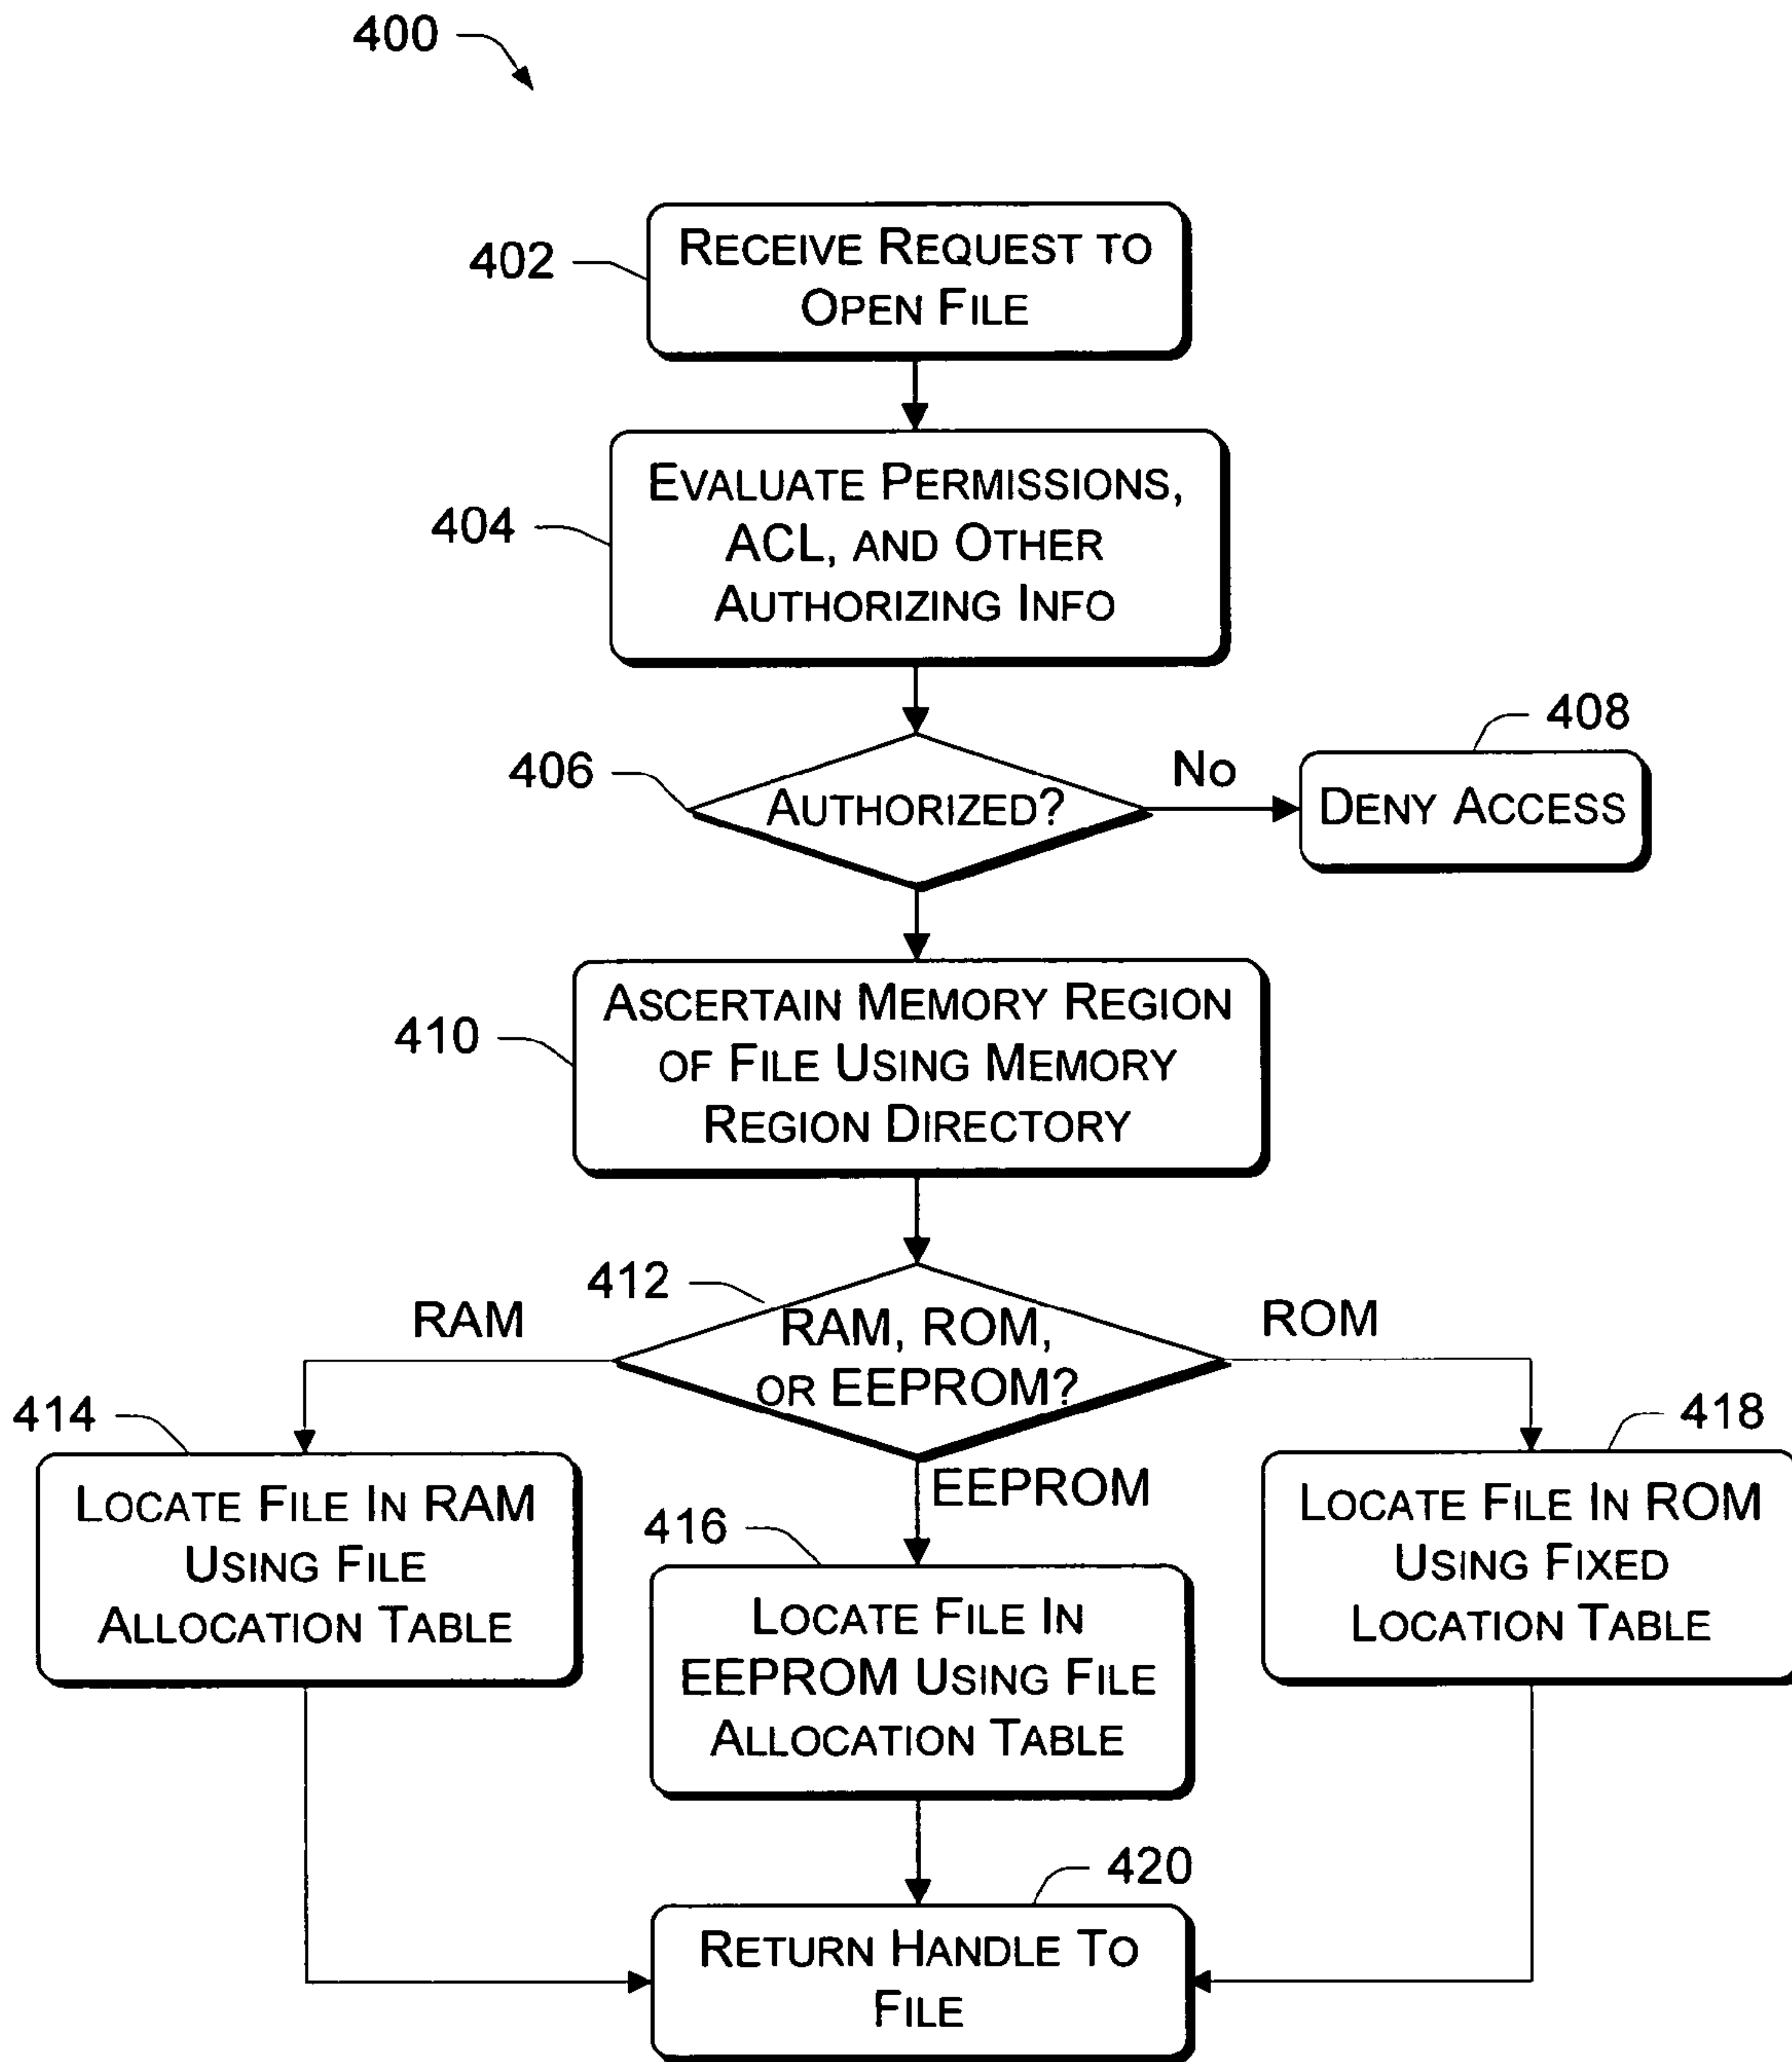 400
402
RECEIVE REQUEST TO
OPEN FILE
404
EVALUATE PERMISSIONS,
ACL, AND OTHER
AUTHORIZING INFO
406
AUTHORIZED?
NO
408
DENY ACCESS
410
ASCERTAIN MEMORY REGION
OF FILE USING MEMORY
REGION DIRECTORY
412
RAM, ROM,
OR EEPROM?
RAM
ROM
EEPROM
414
LOCATE FILE IN RAM
USING FILE
ALLOCATION TABLE
416
LOCATE FILE IN
EEPROM USING FILE
ALLOCATION TABLE
418
LOCATE FILE IN ROM
USING FIXED
LOCATION TABLE
420
RETURN HANDLE TO
FILE